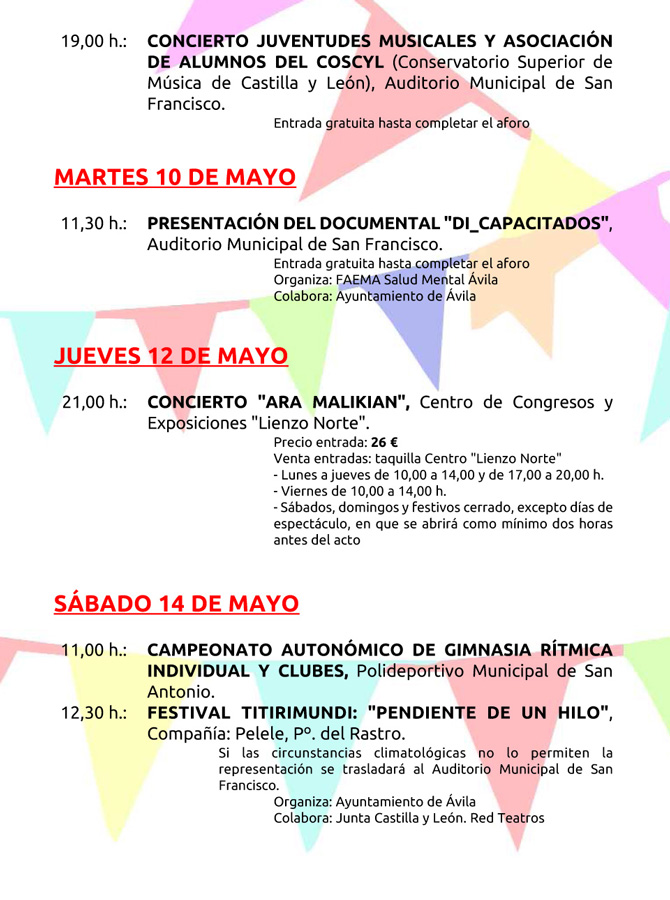 19,00 h.: CONCIERTO JUVENTUDES MUSICALES Y ASOCIACIÓN
DE ALUMNOS DEL COSCYL (Conservatorio Superior de
Música de Castilla y León), Auditorio Municipal de San
Francisco.
Entrada gratuita hasta completar el aforo
MARTES 10 DE MAYO
11,30 h.: PRESENTACIÓN DEL DOCUMENTAL "DI_CAPACITADOS",
Auditorio Municipal de San Francisco.
Entrada gratuita hasta completar el aforo
Organiza: FAEMA Salud Mental Ávila
Colabora: Ayuntamiento de Ávila
JUEVES 12 DE MAYO
21,00 h.: CONCIERTO "ARA MALIKIAN", Centro de Congresos y
Exposiciones "Lienzo Norte".
Precio entrada: 26 €
Venta entradas: taquilla Centro "Lienzo Norte"
- Lunes a jueves de 10,00 a 14,00 y de 17,00 a 20,00 h.
- Viernes de 10,00 a 14,00 h.
- Sábados, domingos y festivos cerrado, excepto días de
espectáculo, en que se abrirá como mínimo dos horas
antes del acto
SÁBADO 14 DE MAYO
11,00 h.: CAMPEONATO AUTONÓMICO DE GIMNASIA RÍTMICA
INDIVIDUAL Y CLUBES, Polideportivo Municipal de San
Antonio.
12,30 h.: FESTIVAL TITIRIMUNDI: "PENDIENTE DE UN HILO",
Compañía: Pelele, Pº. del Rastro.
Si las circunstancias climatológicas no lo permiten la
representación se trasladará al Auditorio Municipal de San
Francisco.
Organiza: Ayuntamiento de Ávila
Colabora: Junta Castilla y León. Red Teatros